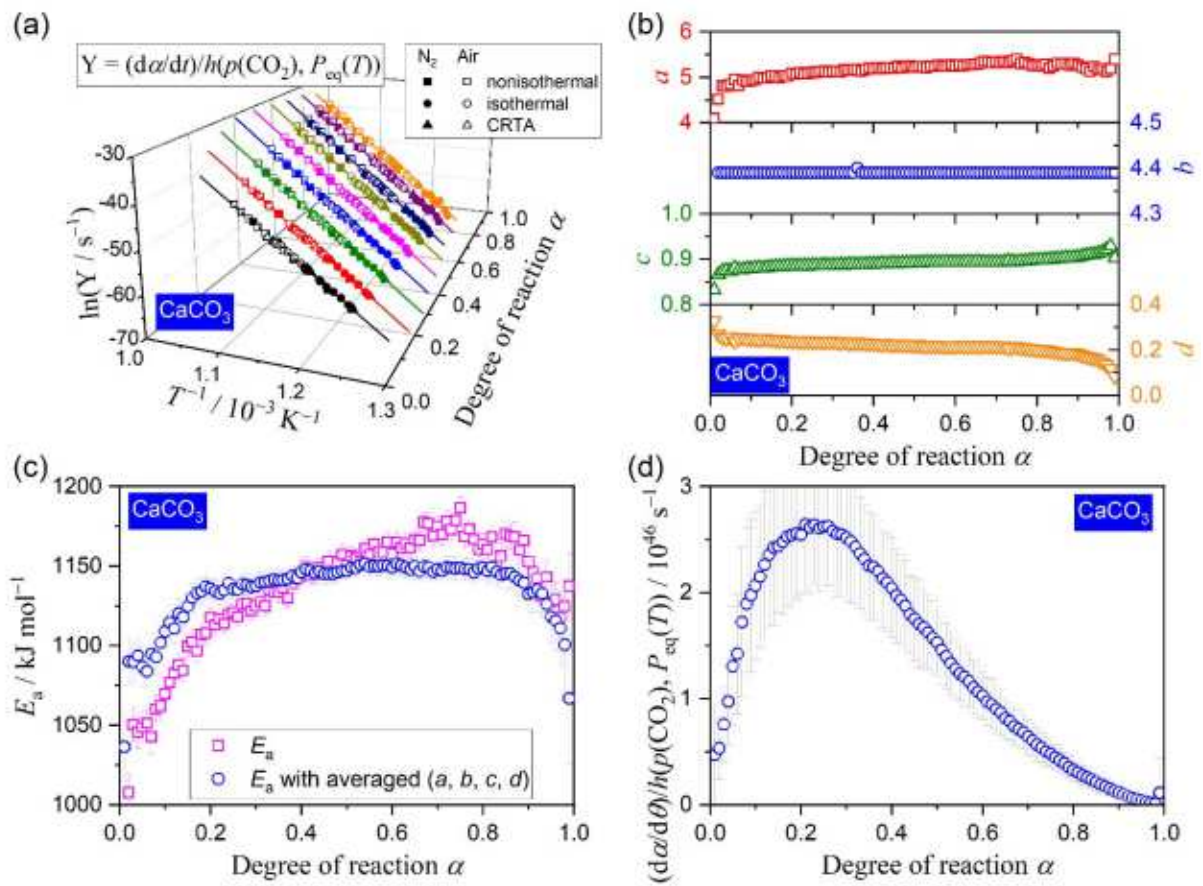 (a)
Y = (dα/dt)/h(p(CO₂), P_eq(T))
N₂ Air
nonisothermal
isothermal
CRTA
ln(Y / s⁻¹)
-30
-40
-50
-60
-70
CaCO₃
1.0
1.1
1.2
1.3
T⁻¹ / 10⁻³ K⁻¹
0.0
0.2
0.4
0.6
0.8
1.0
Degree of reaction α
(b)
a
6
5
4
b
4.5
4.4
4.3
c
1.0
0.9
0.8
d
0.4
0.2
0.0
CaCO₃
0.0 0.2 0.4 0.6 0.8 1.0
Degree of reaction α
(c)
CaCO₃
E_a / kJ mol⁻¹
1200
1150
1100
1050
1000
E_a
E_a with averaged (a, b, c, d)
0.0 0.2 0.4 0.6 0.8 1.0
Degree of reaction α
(d)
CaCO₃
(dα/dθ)/h(p(CO₂), P_eq(T)) / 10⁴⁶ s⁻¹
3
2
1
0
0.0 0.2 0.4 0.6 0.8 1.0
Degree of reaction α